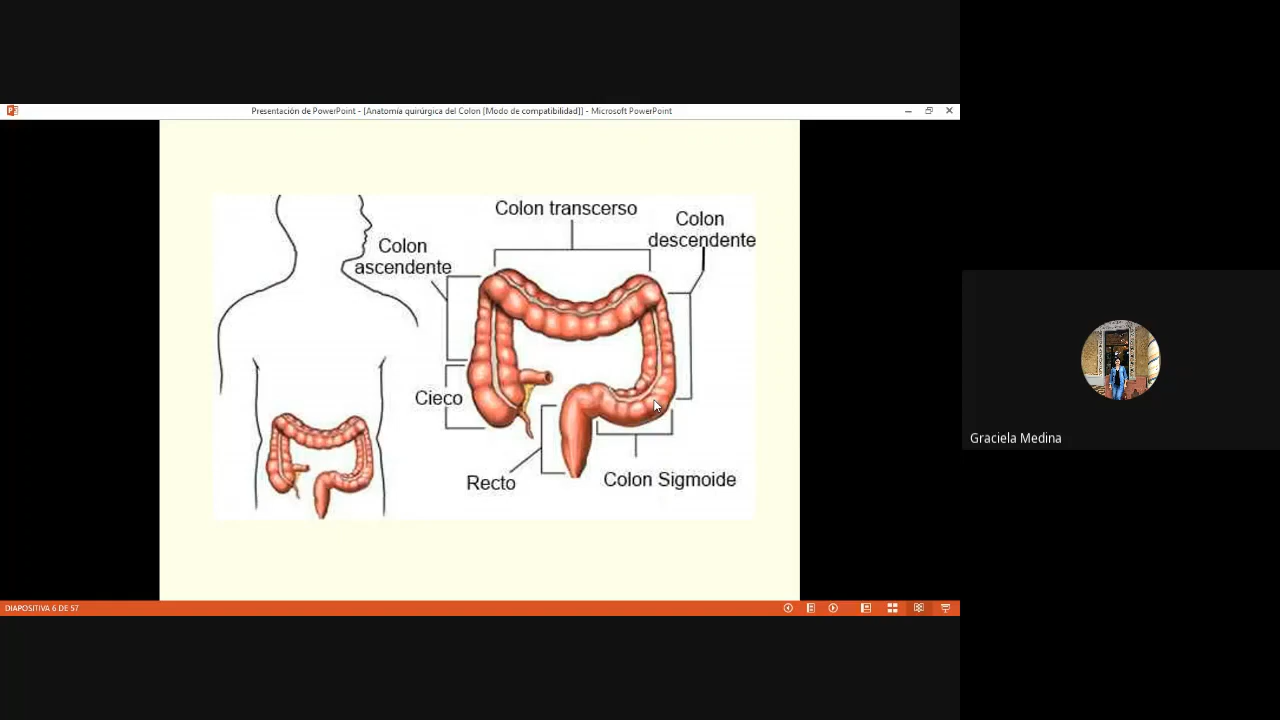 Presentación de PowerPoint - [Anatomía quirúrgica del Colon [Modo de compatibilidad]] - Microsoft PowerPoint
Colon transcerso
Colon
descendente
Colon
ascendente
Cieco
Recto
Colon Sigmoide
Graciela Medina
DIAPOSITIVA 6 DE 57